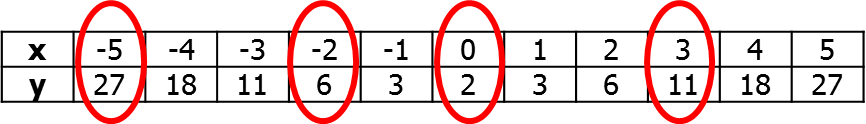 x -5 -4 -3 -2 -1 0 1 2 3 4 5
y 27 18 11 6 3 2 3 6 11 18 27